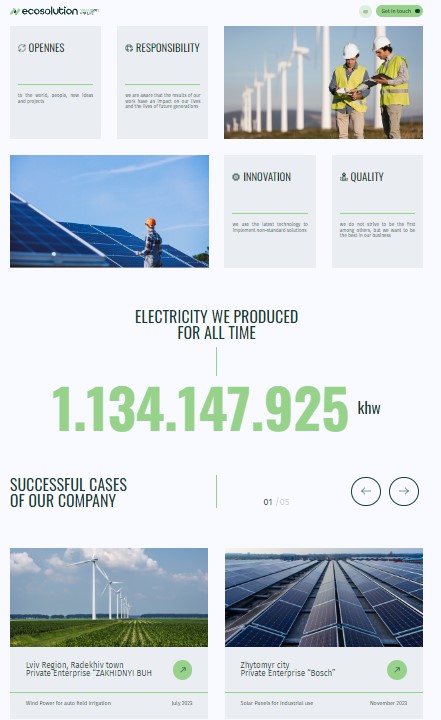 ecosolution
Get in touch
OPENNES
RESPONSIBILITY
to the world, people, new ideas
and projects
we are aware that the results of our
work have an impact on our lives
and the lives of future generations
INNOVATION
QUALITY
we use the latest technology to
implement non-standard solutions
we do not strive to be the first
among others, but we want to be
the best in our business
ELECTRICITY WE PRODUCED
FOR ALL TIME
1.134.147.925 khw
SUCCESSFUL CASES
OF OUR COMPANY
01 / 05
Lviv Region, Radekhiv town
Private Enterprise "ZAKHIDNYI BUH
Zhytomyr city
Private Enterprise "Bosch"
Wind Power for auto field irrigation
July 2023
Solar Panels for industrial use
November 2023